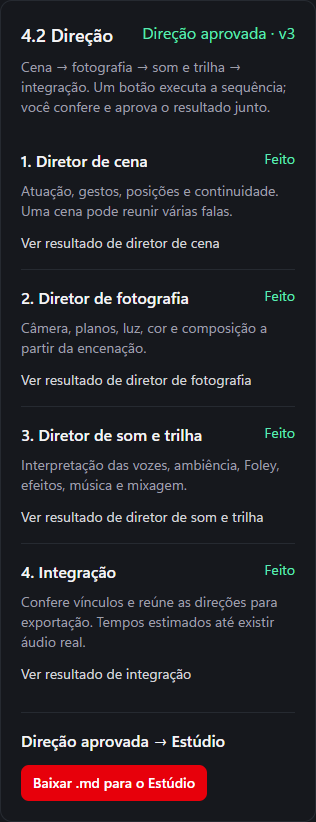 4.2 Direção
Direção aprovada · v3
Cena → fotografia → som e trilha →
integração. Um botão executa a sequência;
você confere e aprova o resultado junto.
1. Diretor de cena
Feito
Atuação, gestos, posições e continuidade.
Uma cena pode reunir várias falas.
Ver resultado de diretor de cena
2. Diretor de fotografia
Feito
Câmera, planos, luz, cor e composição a
partir da encenação.
Ver resultado de diretor de fotografia
3. Diretor de som e trilha
Feito
Interpretação das vozes, ambiência, Foley,
efeitos, música e mixagem.
Ver resultado de diretor de som e trilha
4. Integração
Feito
Confere vínculos e reúne as direções para
exportação. Tempos estimados até existir
áudio real.
Ver resultado de integração
Direção aprovada → Estúdio
Baixar .md para o Estúdio